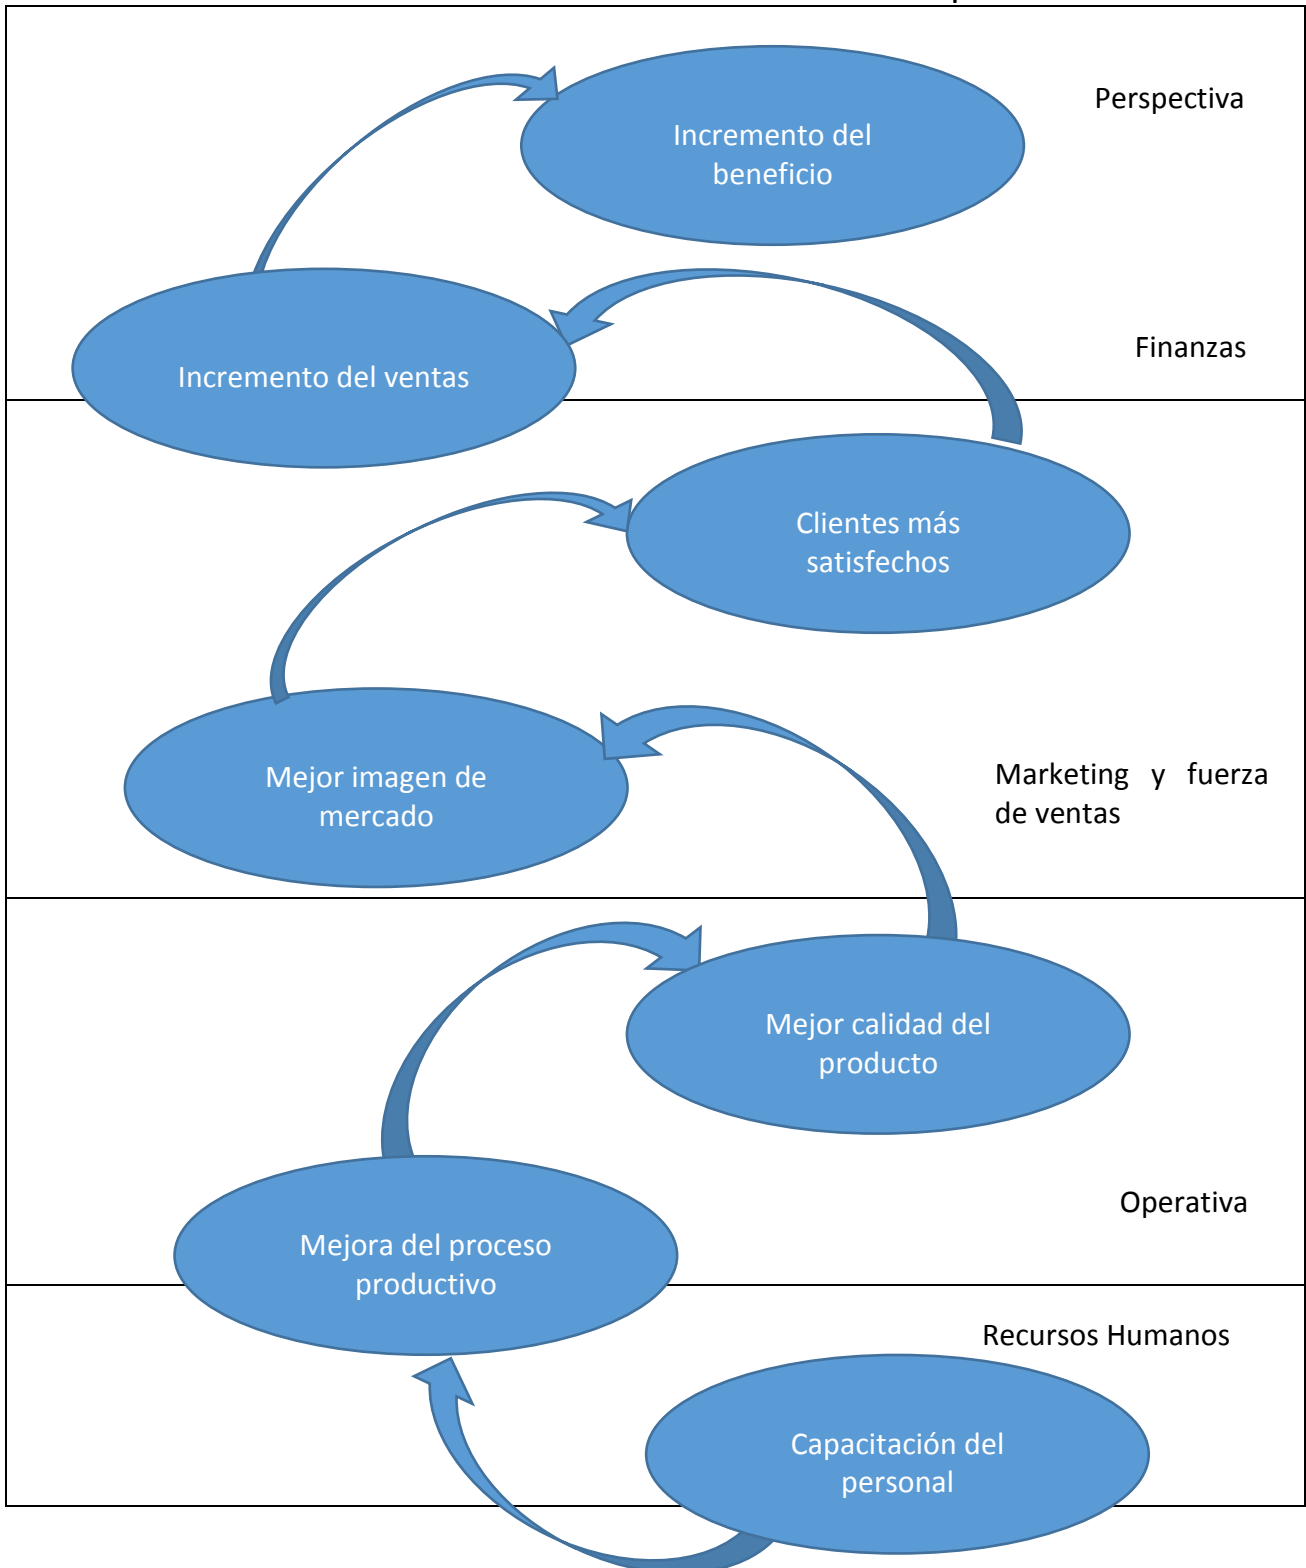 Perspectiva
Incremento del
beneficio
Finanzas
Incremento del ventas
Clientes más
satisfechos
Mejor imagen de
mercado
Marketing y fuerza
de ventas
Mejor calidad del
producto
Operativa
Mejora del proceso
productivo
Recursos Humanos
Capacitación del
personal